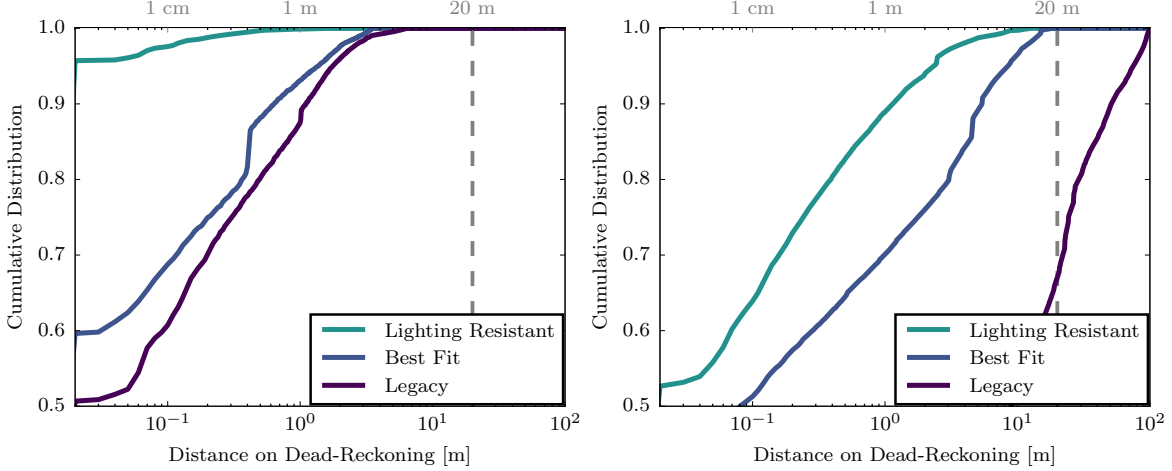 1 cm 1 m 20 m
1.0
0.9
0.8
0.7
0.6
0.5
Cumulative Distribution
10⁻¹ 10⁰ 10¹ 10²
Distance on Dead-Reckoning [m]
Lighting Resistant
Best Fit
Legacy
1 cm 1 m 20 m
1.0
0.9
0.8
0.7
0.6
0.5
Cumulative Distribution
10⁻¹ 10⁰ 10¹ 10²
Distance on Dead-Reckoning [m]
Lighting Resistant
Best Fit
Legacy